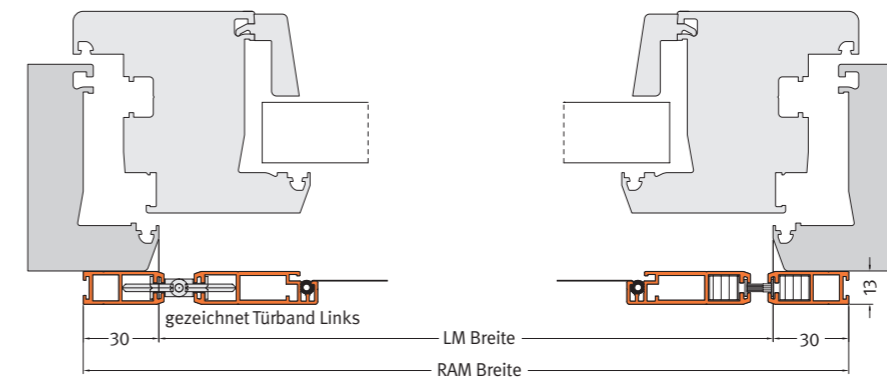 13
gezeichnet Türband Links
30
LM Breite
30
RAM Breite